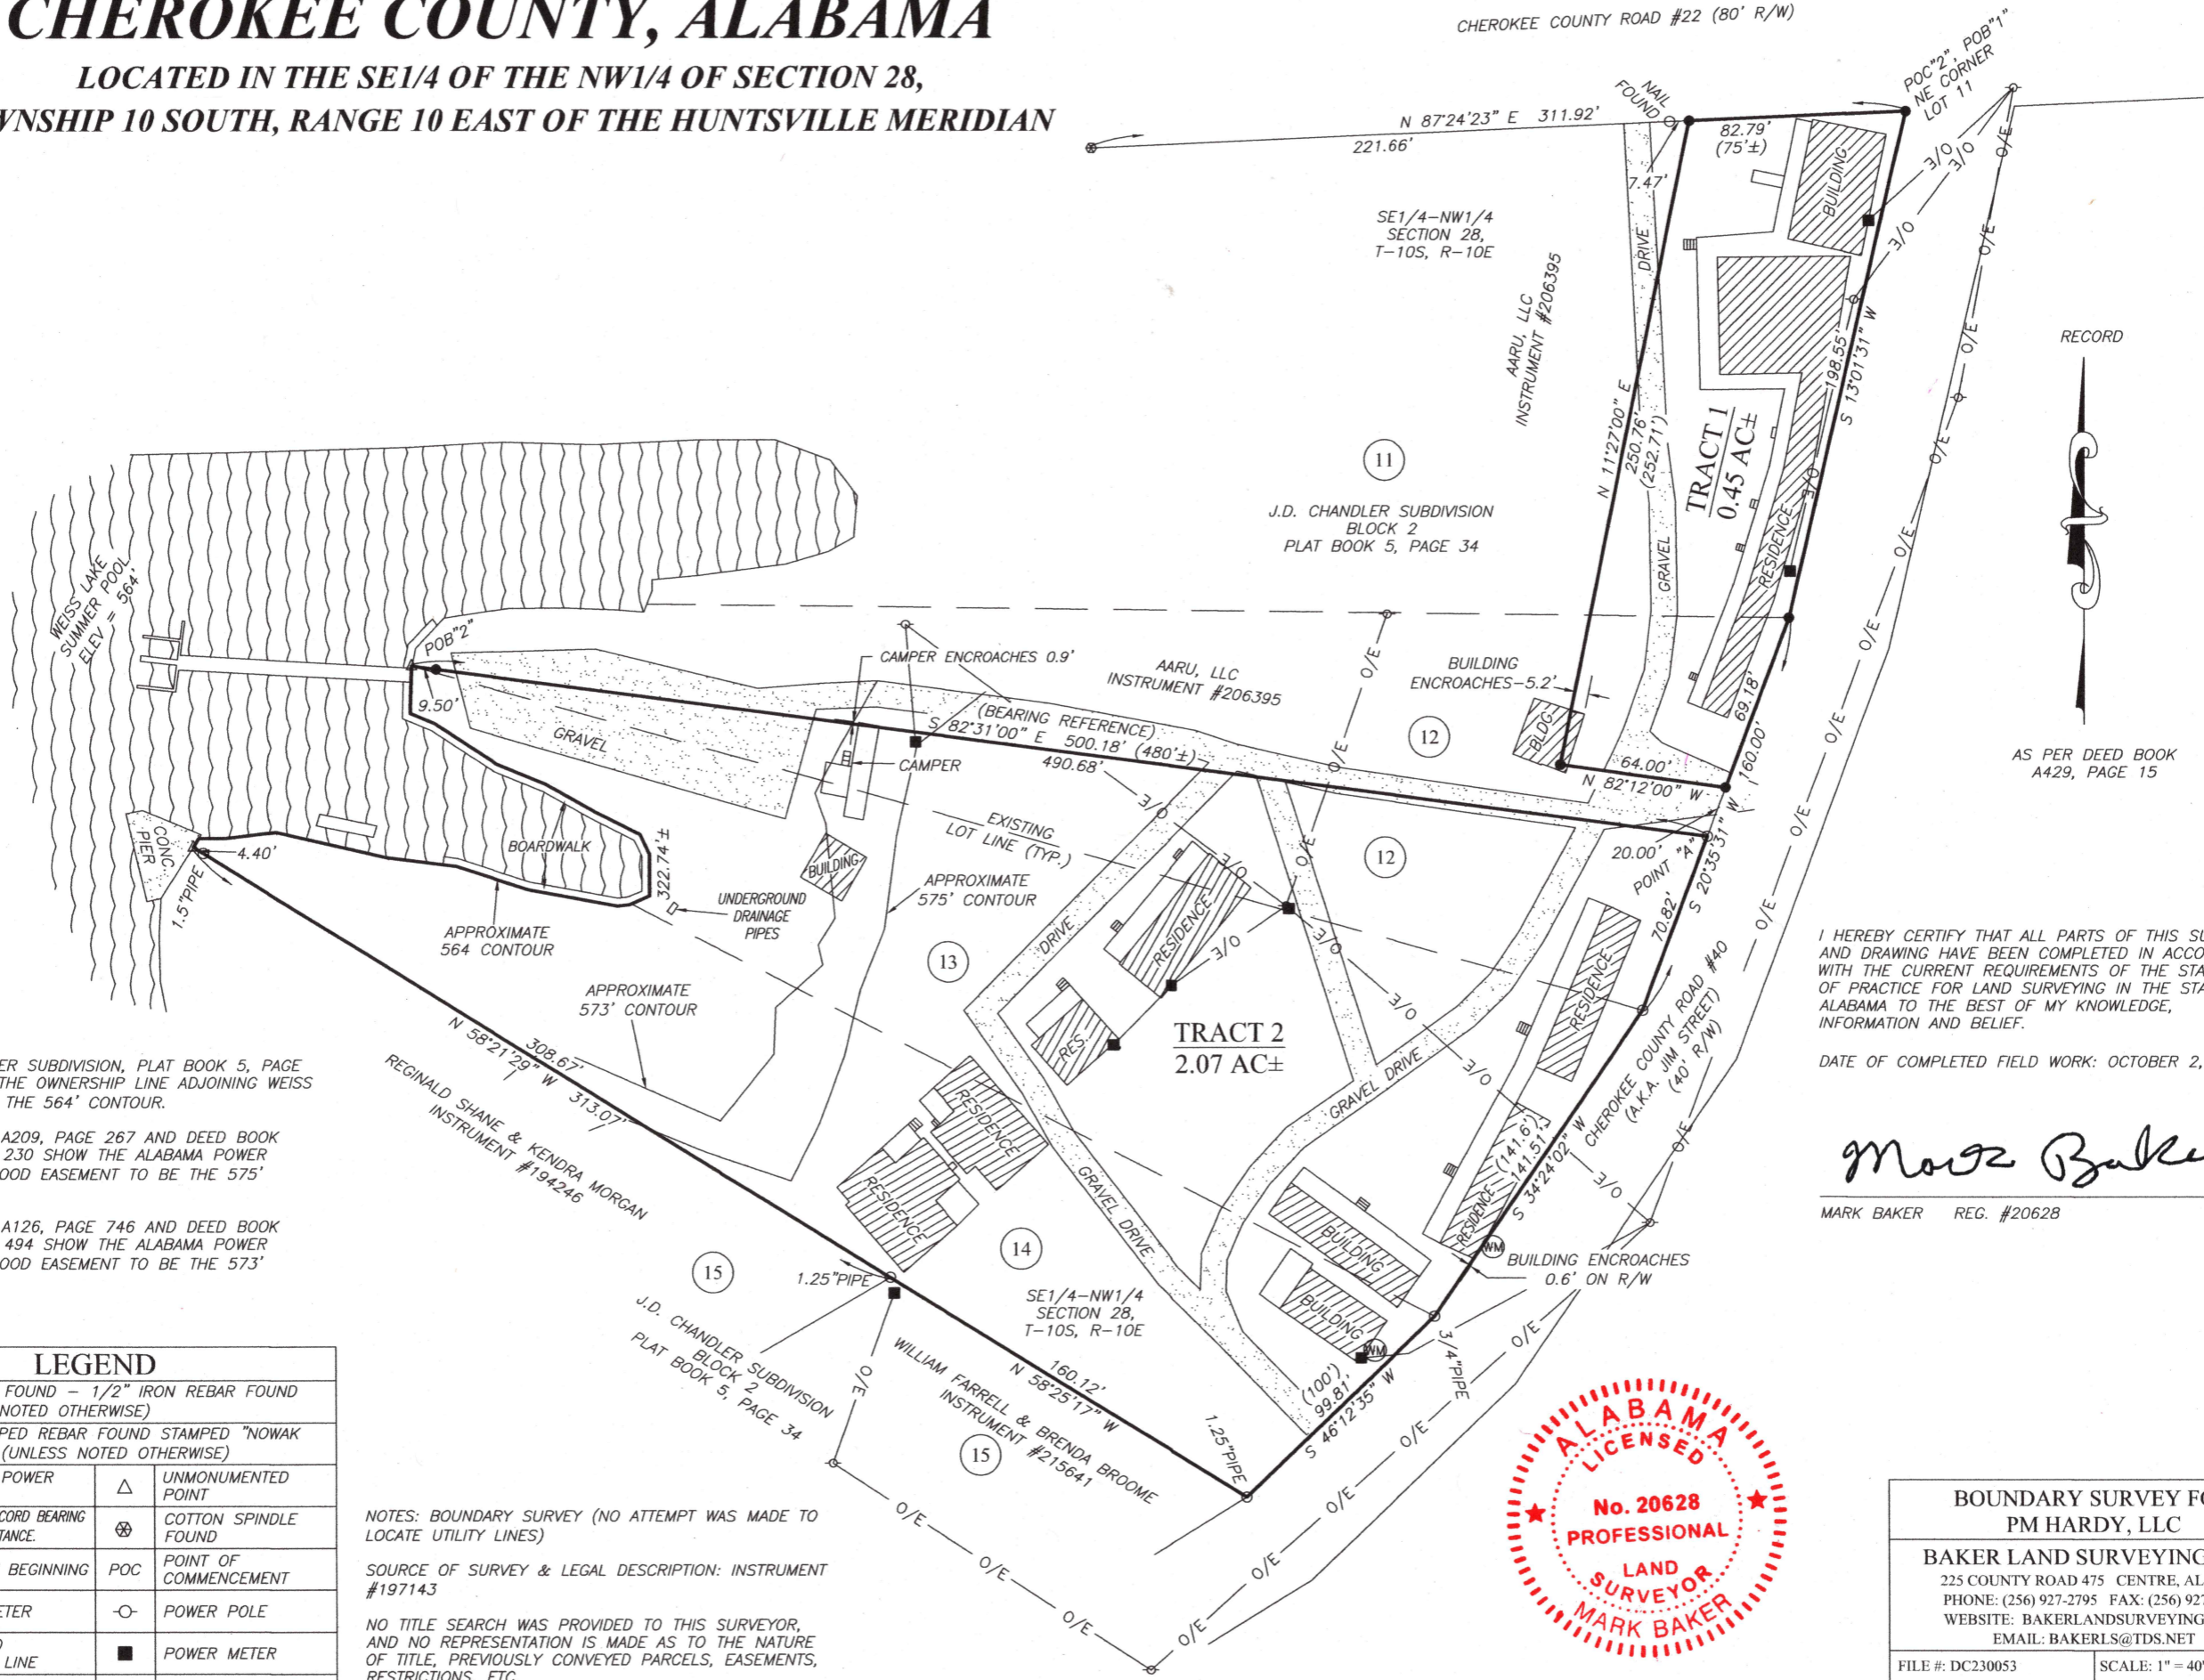 CHEROKEE COUNTY, ALABAMA
LOCATED IN THE SE1/4 OF THE NW1/4 OF SECTION 28,
WNSHIP 10 SOUTH, RANGE 10 EAST OF THE HUNTSVILLE MERIDIAN
CHEROKEE COUNTY ROAD #22 (80' R/W)
POC"2", POB"1"
NE CORNER
LOT 11
NAIL
FOUND
N 87°24'23" E 311.92'
221.66'
82.79'
(75'±)
7.47'
BUILDING
O/E
O/E
O/E
O/E
SE1/4-NW1/4
SECTION 28,
T-10S, R-10E
DRIVE
AARU, LLC
INSTRUMENT #206395
N 11°27'00" E
250.76'
(252.71')
198.55'
S 13°01'31" W
TRACT 1
0.45 AC±
GRAVEL
RESIDENCE
O/E
O/E
O/E
O/E
RECORD
AS PER DEED BOOK
A429, PAGE 15
11
J.D. CHANDLER SUBDIVISION
BLOCK 2
PLAT BOOK 5, PAGE 34
WEISS LAKE
SUMMER POOL
ELEV = 564'
POB"2"
9.50'
GRAVEL
CAMPER ENCROACHES 0.9'
AARU, LLC
INSTRUMENT #206395
(BEARING REFERENCE)
S 82°31'00" E 500.18' (480'±)
490.68'
CAMPER
BUILDING
ENCROACHES-5.2'
BLDG
12
64.00'
N 82°12'00" W
69.18'
160.00'
O/E
O/E
O/E
O/E
O/E
EXISTING
LOT LINE (TYP.)
12
20.00'
POINT "A"
S 20°35'31" W
70.82'
CONC
PIER
4.40'
1.5"PIPE
BOARDWALK
322.74'±
BUILDING
UNDERGROUND
DRAINAGE
PIPES
APPROXIMATE
575' CONTOUR
APPROXIMATE
564 CONTOUR
APPROXIMATE
573' CONTOUR
13
DRIVE
RESIDENCE
O/E
O/E
O/E
O/E
RES.
TRACT 2
2.07 AC±
O/E
GRAVEL DRIVE
RESIDENCE
CHEROKEE COUNTY ROAD #40
(A.K.A. JIM STREET)
(40' R/W)
I HEREBY CERTIFY THAT ALL PARTS OF THIS SU
AND DRAWING HAVE BEEN COMPLETED IN ACCO
WITH THE CURRENT REQUIREMENTS OF THE STA
OF PRACTICE FOR LAND SURVEYING IN THE STA
ALABAMA TO THE BEST OF MY KNOWLEDGE,
INFORMATION AND BELIEF.
DATE OF COMPLETED FIELD WORK: OCTOBER 2,
Mark Bake
MARK BAKER REG. #20628
ER SUBDIVISION, PLAT BOOK 5, PAGE
THE OWNERSHIP LINE ADJOINING WEISS
THE 564' CONTOUR.
A209, PAGE 267 AND DEED BOOK
230 SHOW THE ALABAMA POWER
OOD EASEMENT TO BE THE 575'
A126, PAGE 746 AND DEED BOOK
494 SHOW THE ALABAMA POWER
OOD EASEMENT TO BE THE 573'
308.67'
N 58°21'29" W
313.07'
REGINALD SHANE & KENDRA MORGAN
INSTRUMENT #194246
RESIDENCE
RESIDENCE
GRAVEL DRIVE
RESIDENCE
(141.6')
141.51'
S 34°24'02" W
WM
O/E
O/E
BUILDING ENCROACHES
0.6' ON R/W
BUILDING
BUILDING
WM
15
1.25"PIPE
14
SE1/4-NW1/4
SECTION 28,
T-10S, R-10E
J.D. CHANDLER SUBDIVISION
BLOCK 2
PLAT BOOK 5, PAGE 34
O/E
160.12'
N 58°25'17" W
WILLIAM FARRELL & BRENDA BROOME
INSTRUMENT #215641
15
1.25"PIPE
(100')
99.81'
S 46°12'35" W
3/4"PIPE
O/E
O/E
O/E
O/E
O/E
O/E
O/E
O/E
LEGEND
FOUND - 1/2" IRON REBAR FOUND
NOTED OTHERWISE)
PED REBAR FOUND STAMPED "NOWAK
(UNLESS NOTED OTHERWISE)
POWER
UNMONUMENTED
POINT
CORD BEARING
TANCE.
COTTON SPINDLE
FOUND
BEGINNING
POC
POINT OF
COMMENCEMENT
ETER
POWER POLE
LINE
POWER METER
NOTES: BOUNDARY SURVEY (NO ATTEMPT WAS MADE TO
LOCATE UTILITY LINES)
SOURCE OF SURVEY & LEGAL DESCRIPTION: INSTRUMENT
#197143
NO TITLE SEARCH WAS PROVIDED TO THIS SURVEYOR,
AND NO REPRESENTATION IS MADE AS TO THE NATURE
OF TITLE, PREVIOUSLY CONVEYED PARCELS, EASEMENTS,
RESTRICTIONS, ETC.
ALABAMA
LICENSED
No. 20628
PROFESSIONAL
LAND
SURVEYOR
MARK BAKER
BOUNDARY SURVEY FO
PM HARDY, LLC
BAKER LAND SURVEYING
225 COUNTY ROAD 475 CENTRE, AL
PHONE: (256) 927-2795 FAX: (256) 927
WEBSITE: BAKERLANDSURVEYING
EMAIL: BAKERLS@TDS.NET
FILE #: DC230053
SCALE: 1" = 40'